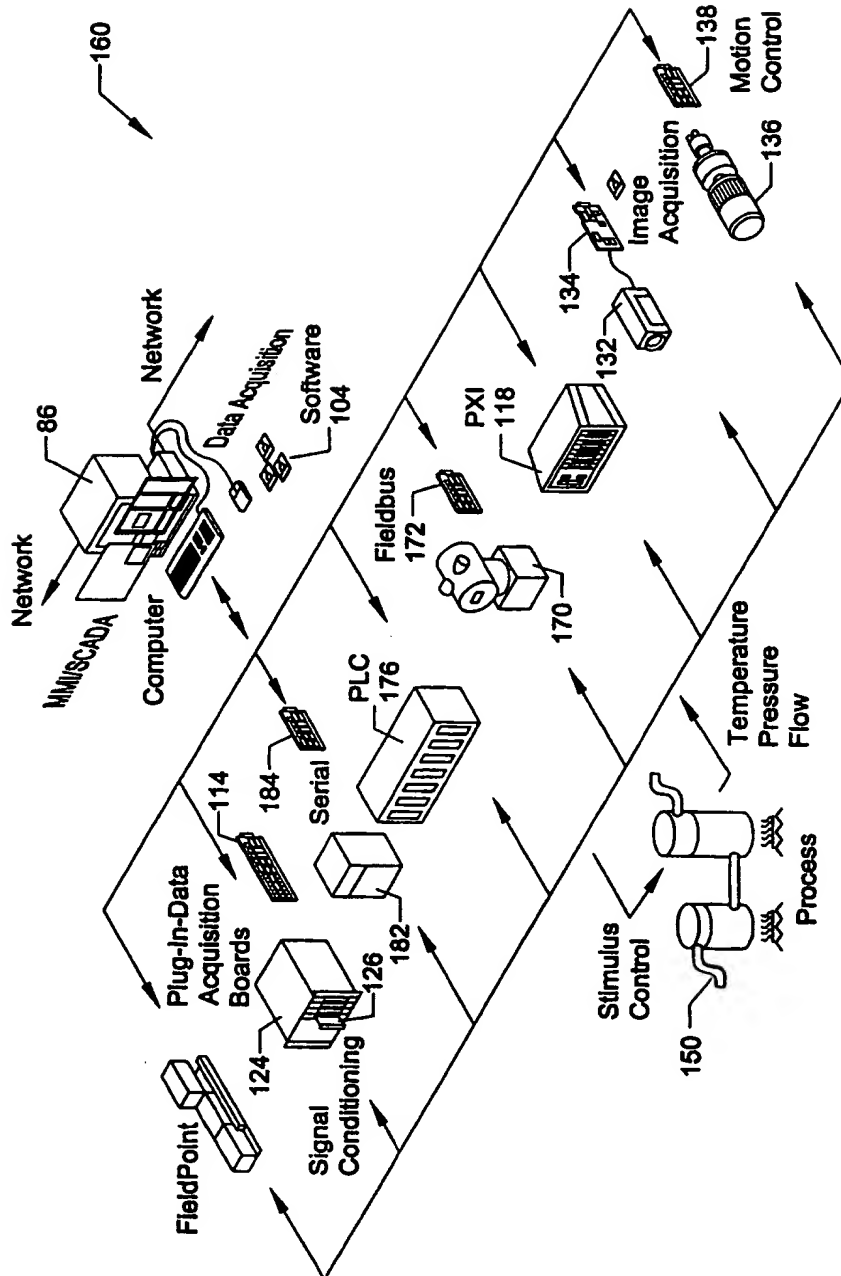 160
Network
86
Network
MMI/SCADA
Computer
Data Acquisition
Software
104
FieldPoint
Plug-In-Data
Acquisition
Boards
114
124
126
Signal
Conditioning
184
Serial
182
PLC
176
Fieldbus
172
170
PXI
118
134
132
Image
Acquisition
138
Motion
Control
136
Stimulus
Control
150
Process
Temperature
Pressure
Flow